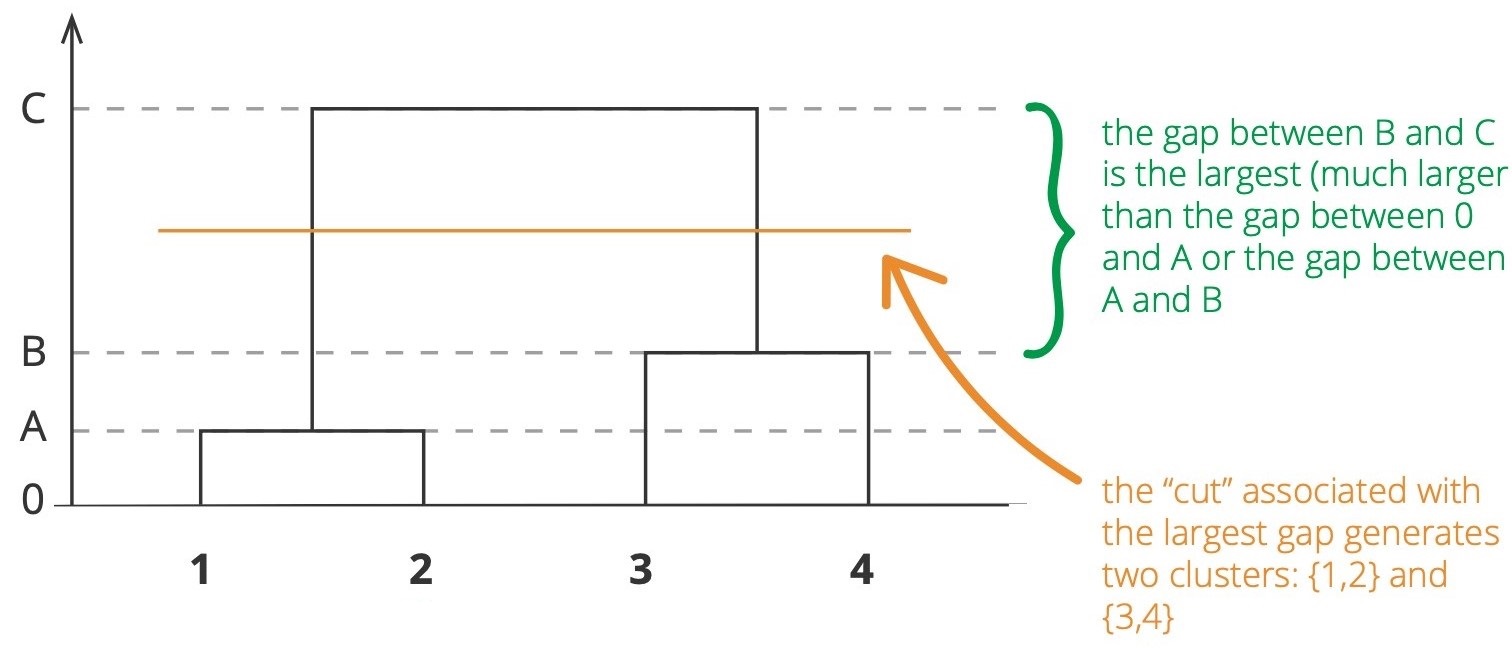 C
B
A
0
1 2 3 4
the gap between B and C
is the largest (much larger
than the gap between 0
and A or the gap between
A and B
the “cut” associated with
the largest gap generates
two clusters: {1,2} and
{3,4}